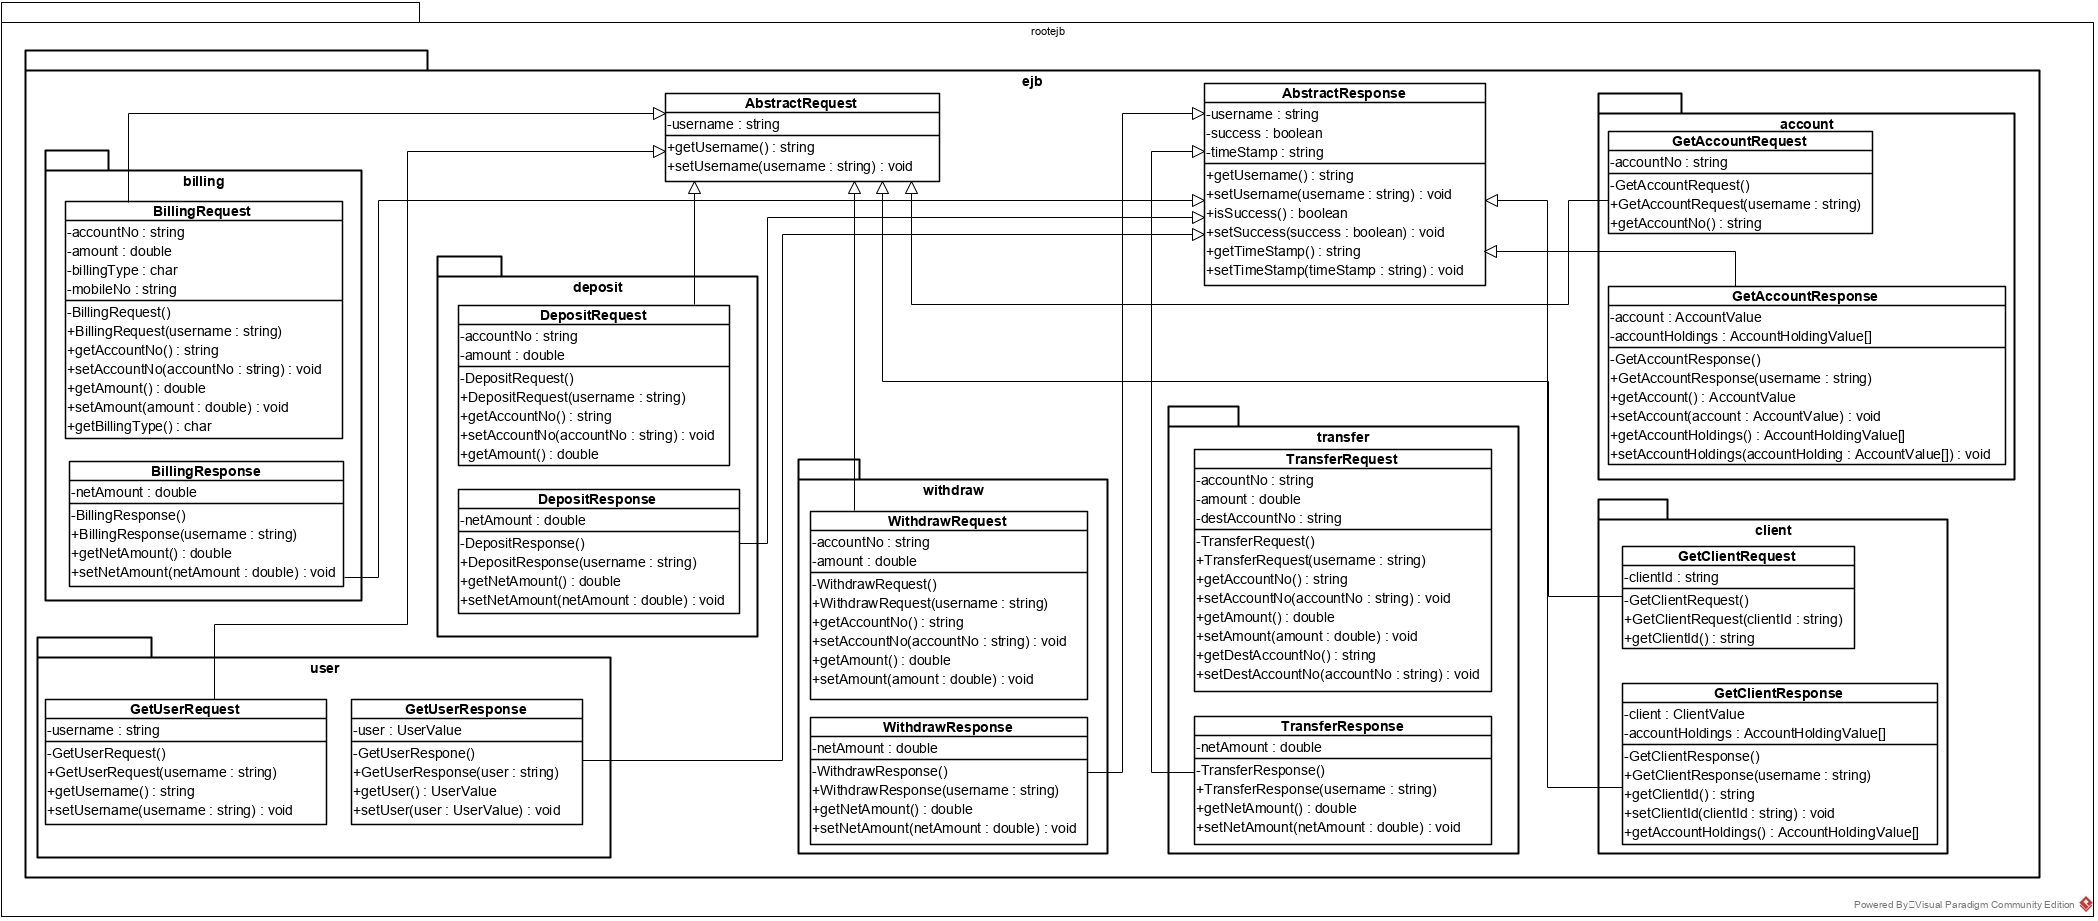 rootejb
ejb
AbstractRequest
-username : string
+getUsername() : string
+setUsername(username : string) : void
AbstractResponse
-username : string
-success : boolean
-timeStamp : string
+getUsername() : string
+setUsername(username : string) : void
+isSuccess() : boolean
+setSuccess(success : boolean) : void
+getTimeStamp() : string
+setTimeStamp(timeStamp : string) : void
account
GetAccountRequest
-accountNo : string
-GetAccountRequest()
+GetAccountRequest(username : string)
+getAccountNo() : string
GetAccountResponse
-account : AccountValue
-accountHoldings : AccountHoldingValue[]
-GetAccountResponse()
+GetAccountResponse(username : string)
+getAccount() : AccountValue
+setAccount(account : AccountValue) : void
+getAccountHoldings() : AccountHoldingValue[]
+setAccountHoldings(accountHolding : AccountValue[]) : void
billing
BillingRequest
-accountNo : string
-amount : double
-billingType : char
-mobileNo : string
-BillingRequest()
+BillingRequest(username : string)
+getAccountNo() : string
+setAccountNo(accountNo : string) : void
+getAmount() : double
+setAmount(amount : double) : void
+getBillingType() : char
BillingResponse
-netAmount : double
-BillingResponse()
+BillingResponse(username : string)
+getNetAmount() : double
+setNetAmount(netAmount : double) : void
deposit
DepositRequest
-accountNo : string
-amount : double
-DepositRequest()
+DepositRequest(username : string)
+getAccountNo() : string
+setAccountNo(accountNo : string) : void
+getAmount() : double
DepositResponse
-netAmount : double
-DepositResponse()
+DepositResponse(username : string)
+getNetAmount() : double
+setNetAmount(netAmount : double) : void
withdraw
WithdrawRequest
-accountNo : string
-amount : double
-WithdrawRequest()
+WithdrawRequest(username : string)
+getAccountNo() : string
+setAccountNo(accountNo : string) : void
+getAmount() : double
+setAmount(amount : double) : void
WithdrawResponse
-netAmount : double
-WithdrawResponse()
+WithdrawResponse(username : string)
+getNetAmount() : double
+setNetAmount(netAmount : double) : void
transfer
TransferRequest
-accountNo : string
-amount : double
-destAccountNo : string
-TransferRequest()
+TransferRequest(username : string)
+getAccountNo() : string
+setAccountNo(accountNo : string) : void
+getAmount() : double
+setAmount(amount : double) : void
+getDestAccountNo() : string
+setDestAccountNo(accountNo : string) : void
TransferResponse
-netAmount : double
-TransferResponse()
+TransferResponse(username : string)
+getNetAmount() : double
+setNetAmount(netAmount : double) : void
client
GetClientRequest
-clientId : string
-GetClientRequest()
+GetClientRequest(clientId : string)
+getClientId() : string
GetClientResponse
-client : ClientValue
-accountHoldings : AccountHoldingValue[]
-GetClientResponse()
+GetClientResponse(username : string)
+getClientId() : string
+setClientId(clientId : string) : void
+getAccountHoldings() : AccountHoldingValue[]
user
GetUserRequest
-username : string
-GetUserRequest()
+GetUserRequest(username : string)
+getUsername() : string
+setUsername(username : string) : void
GetUserResponse
-user : UserValue
-GetUserRespone()
+GetUserResponse(user : string)
+getUser() : UserValue
+setUser(user : UserValue) : void
Powered By Visual Paradigm Community Edition